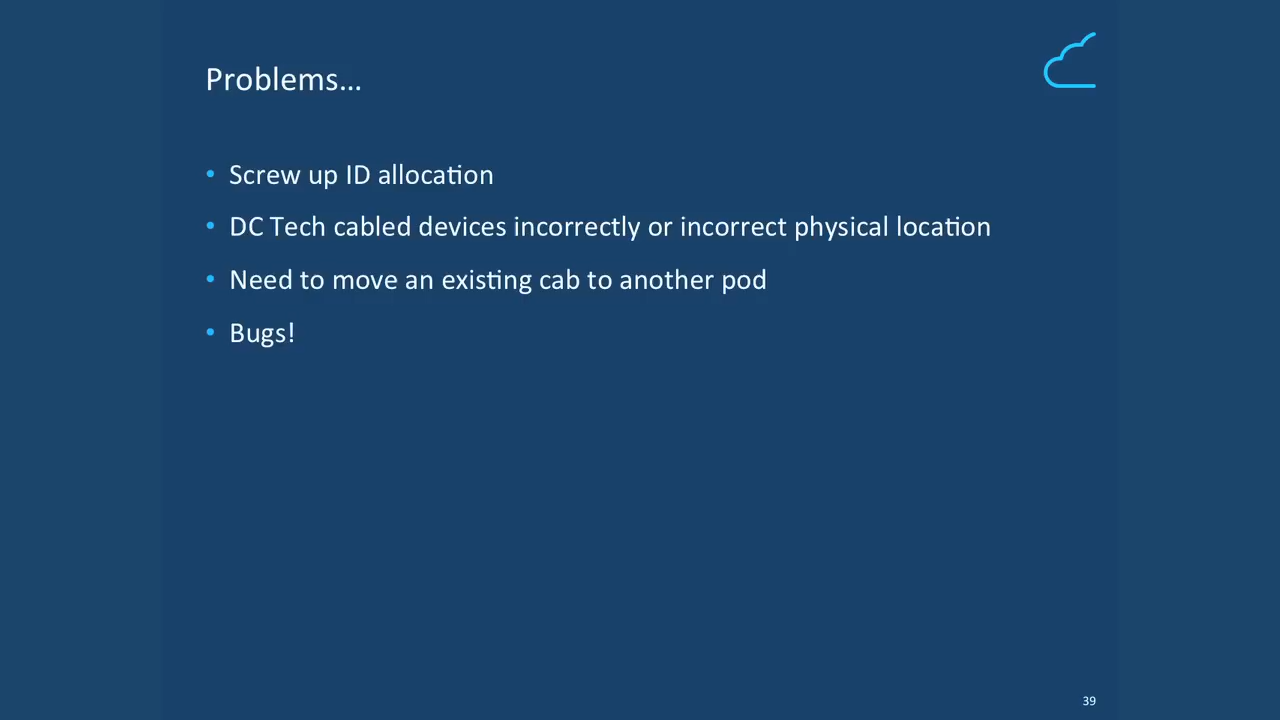 Problems…
• Screw up ID allocation
• DC Tech cabled devices incorrectly or incorrect physical location
• Need to move an existing cab to another pod
• Bugs!
39